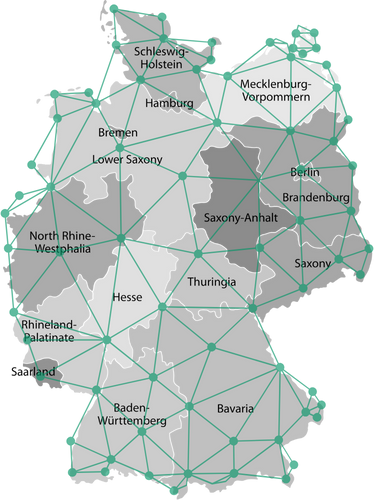 Schleswig-
Holstein
Mecklenburg-
Vorpommern
Hamburg
Bremen
Lower Saxony
Berlin
Brandenburg
Saxony-Anhalt
North Rhine-
Westphalia
Saxony
Thuringia
Hesse
Rhineland-
Palatinate
Saarland
Baden-
Württemberg
Bavaria